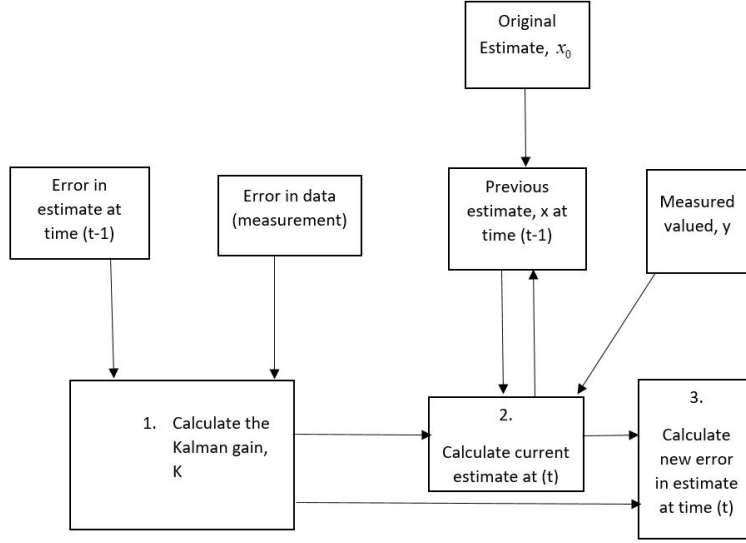 Original
Estimate, x₀
Error in
estimate at
time (t-1)
Error in data
(measurement)
Previous
estimate, x at
time (t-1)
Measured
valued, y
1. Calculate the
Kalman gain,
K
2.
Calculate current
estimate at (t)
3.
Calculate
new error
in estimate
at time (t)